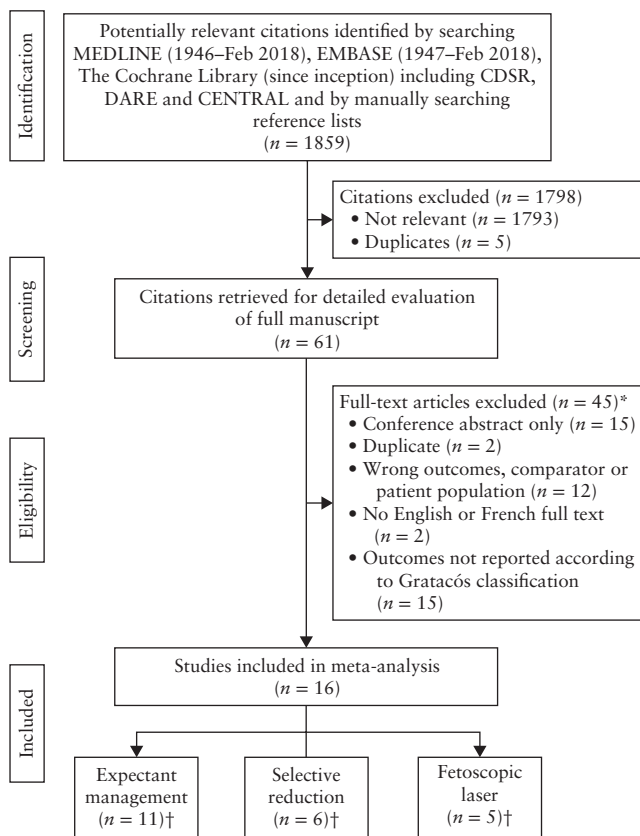 Identification
Potentially relevant citations identified by searching
MEDLINE (1946–Feb 2018), EMBASE (1947–Feb 2018),
The Cochrane Library (since inception) including CDSR,
DARE and CENTRAL and by manually searching
reference lists
(n = 1859)
Citations excluded (n = 1798)
• Not relevant (n = 1793)
• Duplicates (n = 5)
Screening
Citations retrieved for detailed evaluation
of full manuscript
(n = 61)
Eligibility
Full-text articles excluded (n = 45)*
• Conference abstract only (n = 15)
• Duplicate (n = 2)
• Wrong outcomes, comparator or
patient population (n = 12)
• No English or French full text
(n = 2)
• Outcomes not reported according
to Gratacós classification
(n = 15)
Included
Studies included in meta-analysis
(n = 16)
Expectant
management
(n = 11)†
Selective
reduction
(n = 6)†
Fetoscopic
laser
(n = 5)†